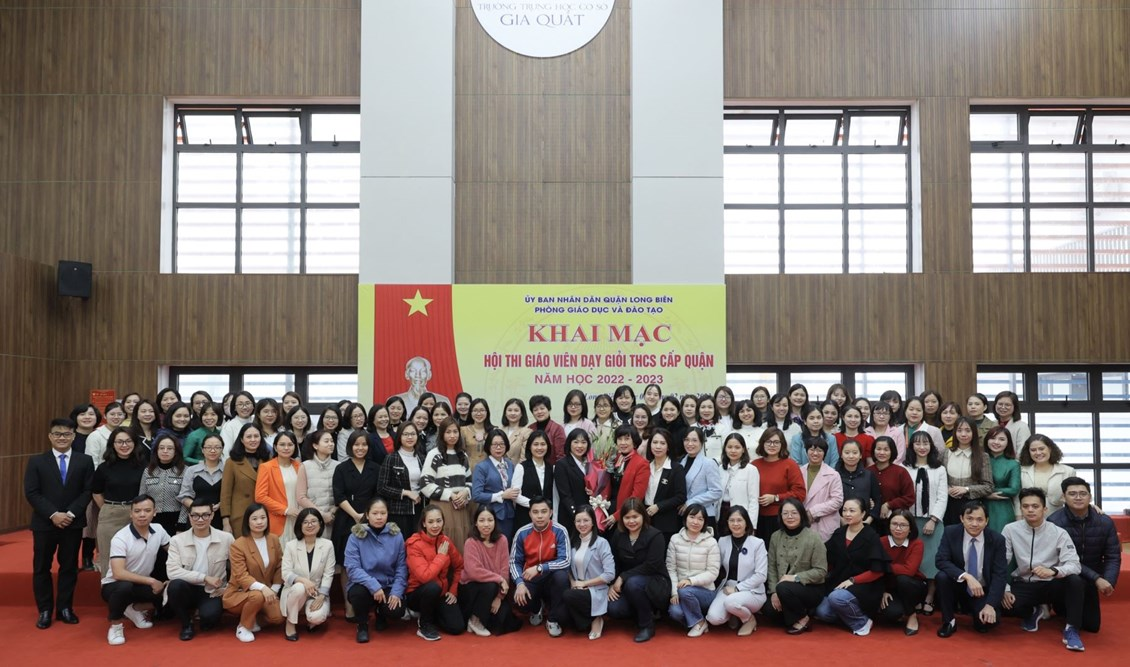 TRƯỜNG TRUNG HỌC CƠ SỞ
GIA QUẤT
ỦY BAN NHÂN DÂN QUẬN LONG BIÊN
PHÒNG GIÁO DỤC VÀ ĐÀO TẠO
KHAI MẠC
HỘI THI GIÁO VIÊN DẠY GIỎI THCS CẤP QUẬN
NĂM HỌC 2022 - 2023